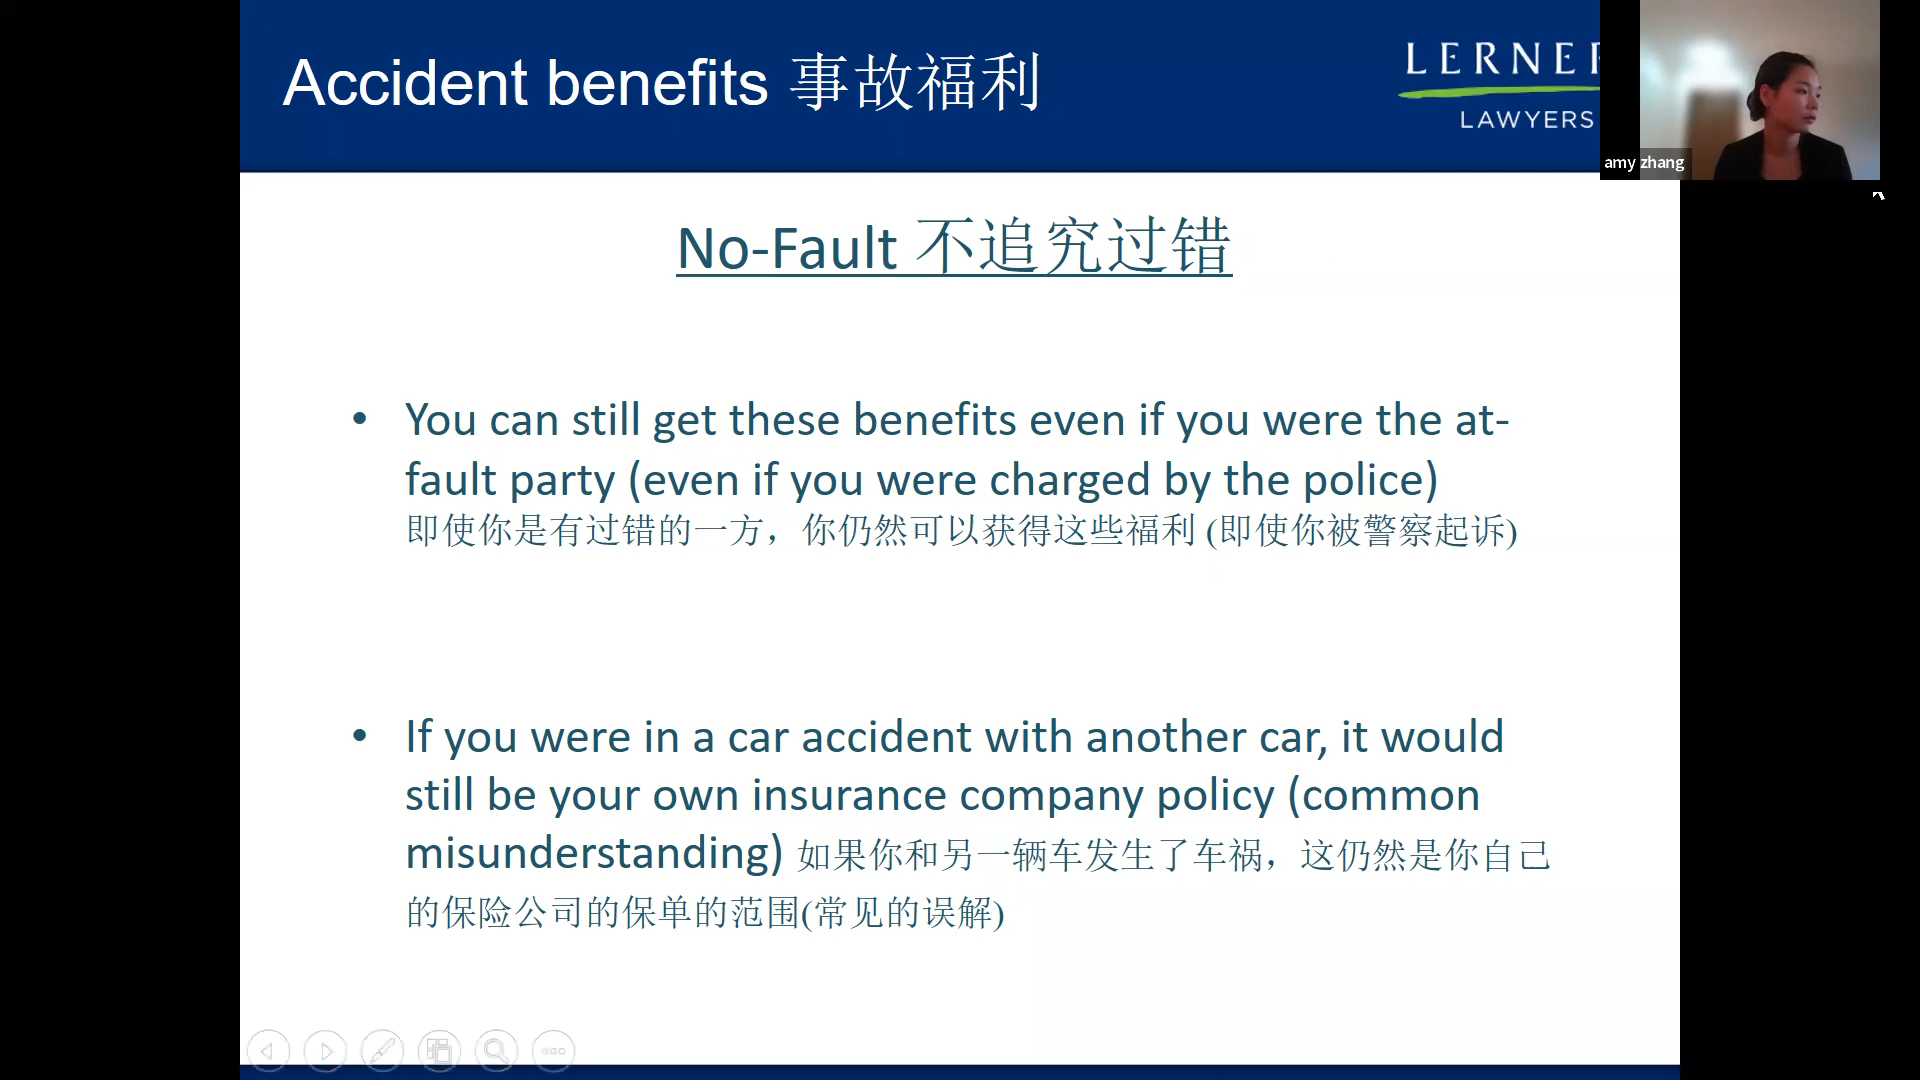 Accident benefits 事故福利
LERNER
LAWYERS
amy zhang
No-Fault 不追究过错
• You can still get these benefits even if you were the at-
fault party (even if you were charged by the police)
即使你是有过错的一方，你仍然可以获得这些福利 (即使你被警察起诉)
• If you were in a car accident with another car, it would
still be your own insurance company policy (common
misunderstanding) 如果你和另一辆车发生了车祸，这仍然是你自己
的保险公司的保单的范围(常见的误解)